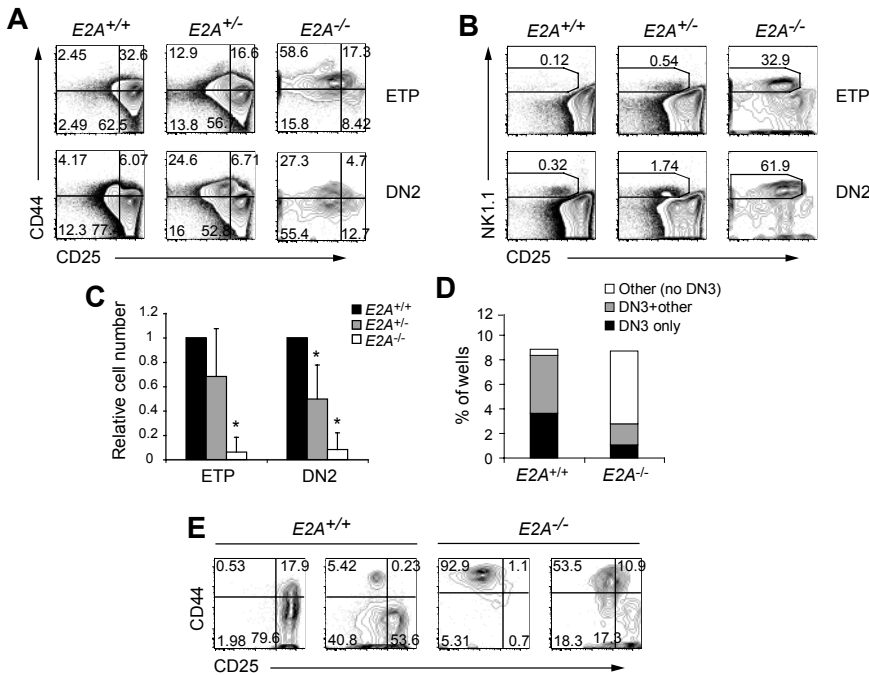 A
E2A+/+ E2A+/- E2A-/-
2.45 32.6 12.9 16.6 58.6 17.3
2.49 62.5 13.8 15.8 8.42
ETP
4.17 6.07 24.6 6.71 27.3 4.7
12.3 16 52.8 55.4 12.7
DN2
CD44
CD25
B
E2A+/+ E2A+/- E2A-/-
0.12 0.54 32.9
ETP
0.32 1.74 61.9
DN2
NK1.1
CD25
C
Relative cell number
1.2
1
0.8
0.6
0.4
0.2
0
E2A+/+
E2A+/-
E2A-/-
*
* *
ETP DN2
D
Other (no DN3)
DN3+other
DN3 only
% of wells
12
10
8
6
4
2
0
E2A+/+ E2A-/-
E
E2A+/+ E2A-/-
0.53 17.9 5.42 0.23 92.9 1.1 53.5 10.9
1.98 79.6 40.8 53.6 5.31 0.7 18.3 17.3
CD44
CD25